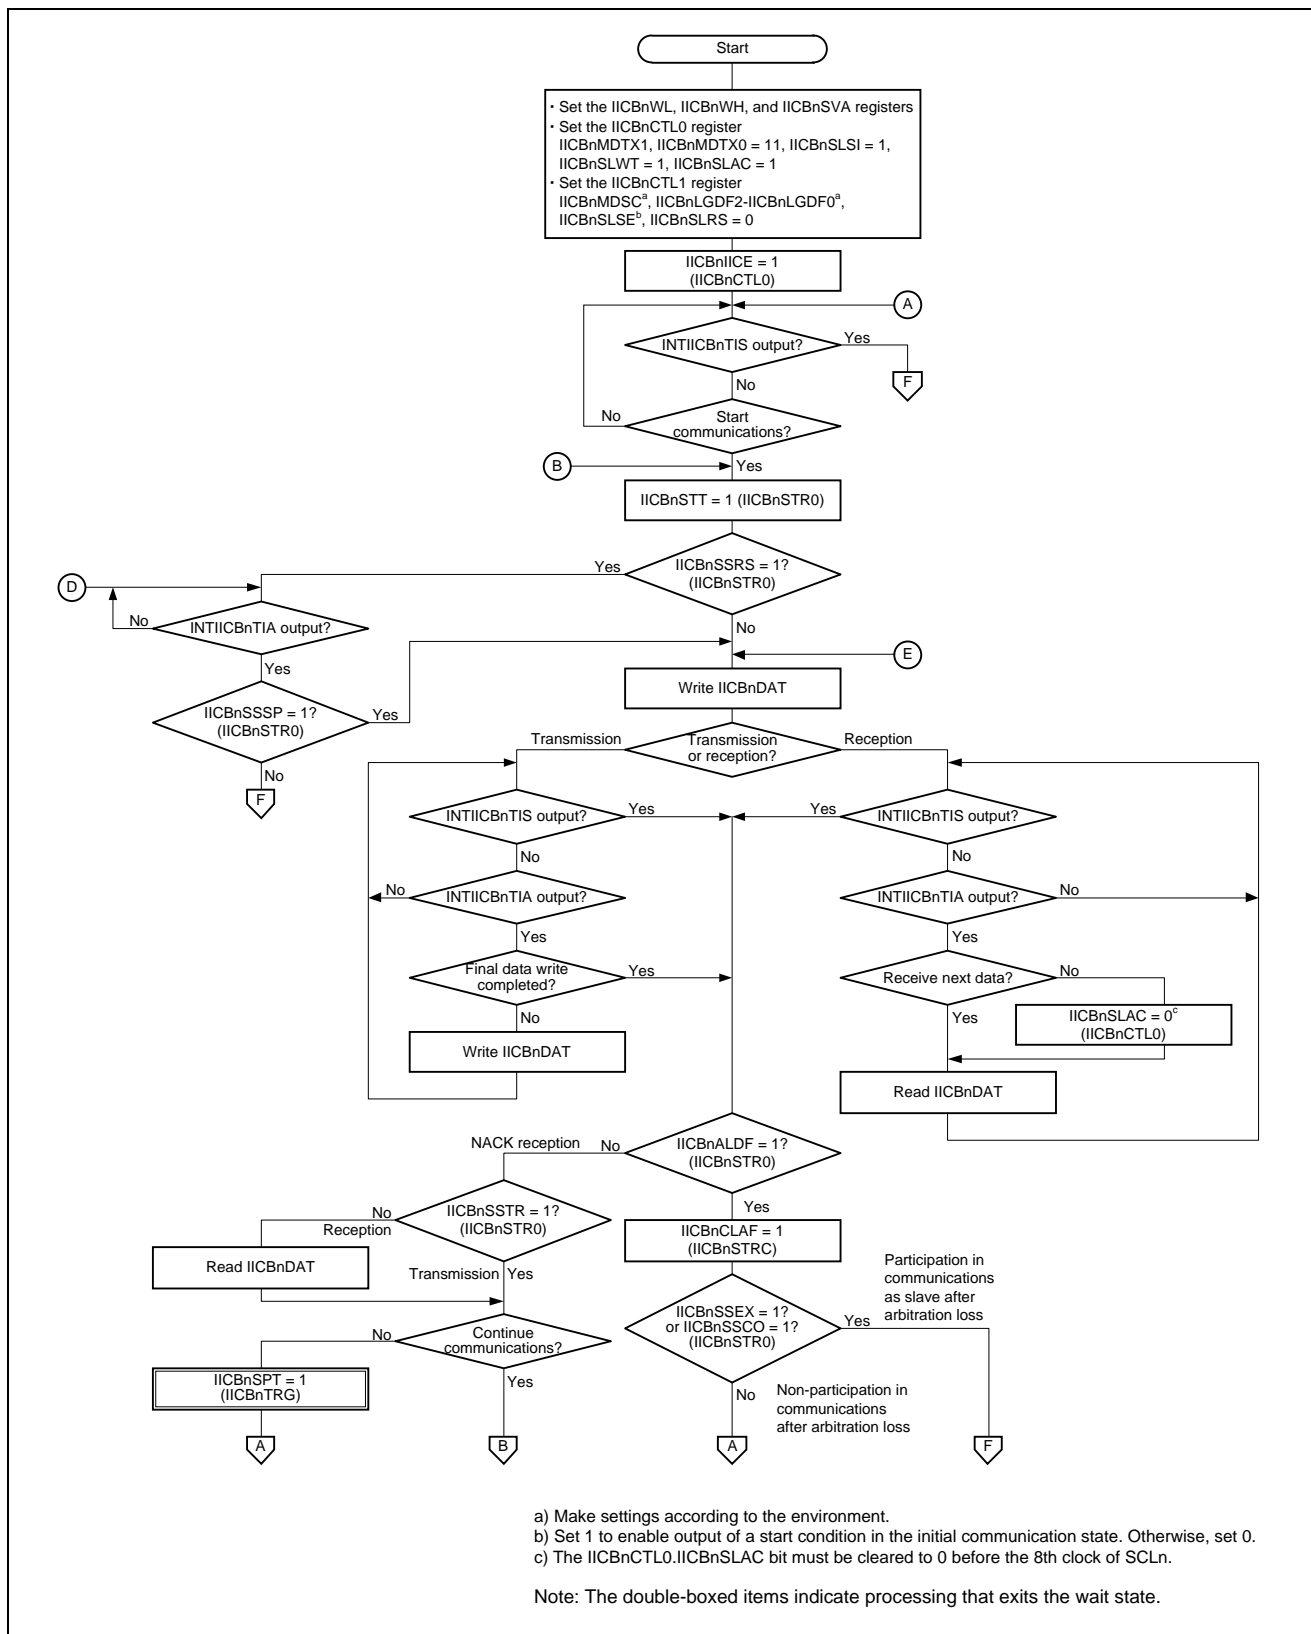 Start
・Set the IICBnWL, IICBnWH, and IICBnSVA registers
・Set the IICBnCTL0 register
IICBnMDTX1, IICBnMDTX0 = 11, IICBnSLSI = 1,
IICBnSLWT = 1, IICBnSLAC = 1
・Set the IICBnCTL1 register
IICBnMDSCa, IICBnLGDF2-IICBnLGDF0a,
IICBnSLSEb, IICBnSLRS = 0
IICBnIICE = 1
(IICBnCTL0)
A
INTIICBnTIS output?
Yes
F
No
No
Start
communications?
B
Yes
IICBnSTT = 1 (IICBnSTR0)
Yes
IICBnSSRS = 1?
(IICBnSTR0)
D
No
INTIICBnTIA output?
No
E
Yes
Write IICBnDAT
IICBnSSSP = 1?
(IICBnSTR0)
Yes
Transmission
Transmission
or reception?
Reception
No
F
INTIICBnTIS output?
Yes
Yes
INTIICBnTIS output?
No
No
No
INTIICBnTIA output?
INTIICBnTIA output?
No
Yes
Yes
Final data write
completed?
Yes
Receive next data?
No
No
Yes
IICBnSLAC = 0c
(IICBnCTL0)
Write IICBnDAT
Read IICBnDAT
NACK reception
No
IICBnALDF = 1?
(IICBnSTR0)
Yes
No
Reception
IICBnSSTR = 1?
(IICBnSTR0)
IICBnCLAF = 1
(IICBnSTRC)
Read IICBnDAT
Transmission
Yes
Participation in
communications
as slave after
arbitration loss
IICBnSSEX = 1?
or IICBnSSCO = 1?
(IICBnSTR0)
Yes
No
Continue
communications?
IICBnSPT = 1
(IICBnTRG)
Yes
No
Non-participation in
communications
after arbitration loss
A
B
A
F
a) Make settings according to the environment.
b) Set 1 to enable output of a start condition in the initial communication state. Otherwise, set 0.
c) The IICBnCTL0.IICBnSLAC bit must be cleared to 0 before the 8th clock of SCLn.
Note: The double-boxed items indicate processing that exits the wait state.